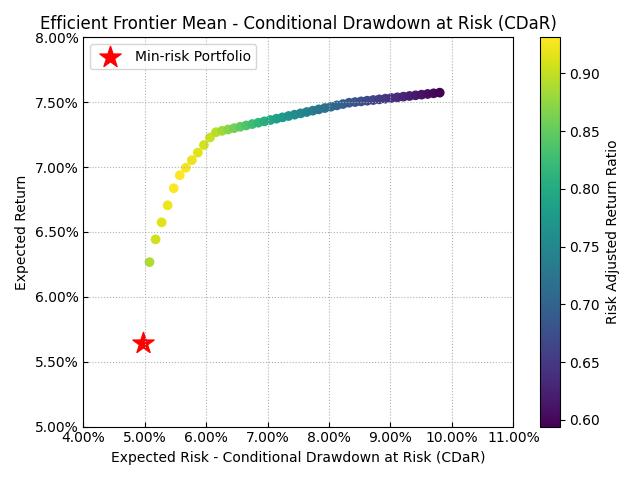 Efficient Frontier Mean - Conditional Drawdown at Risk (CDaR)
Min-risk Portfolio
8.00%
7.50%
7.00%
6.50%
6.00%
5.50%
5.00%
Expected Return
4.00% 5.00% 6.00% 7.00% 8.00% 9.00% 10.00% 11.00%
Expected Risk - Conditional Drawdown at Risk (CDaR)
0.90
0.85
0.80
0.75
0.70
0.65
0.60
Risk Adjusted Return Ratio